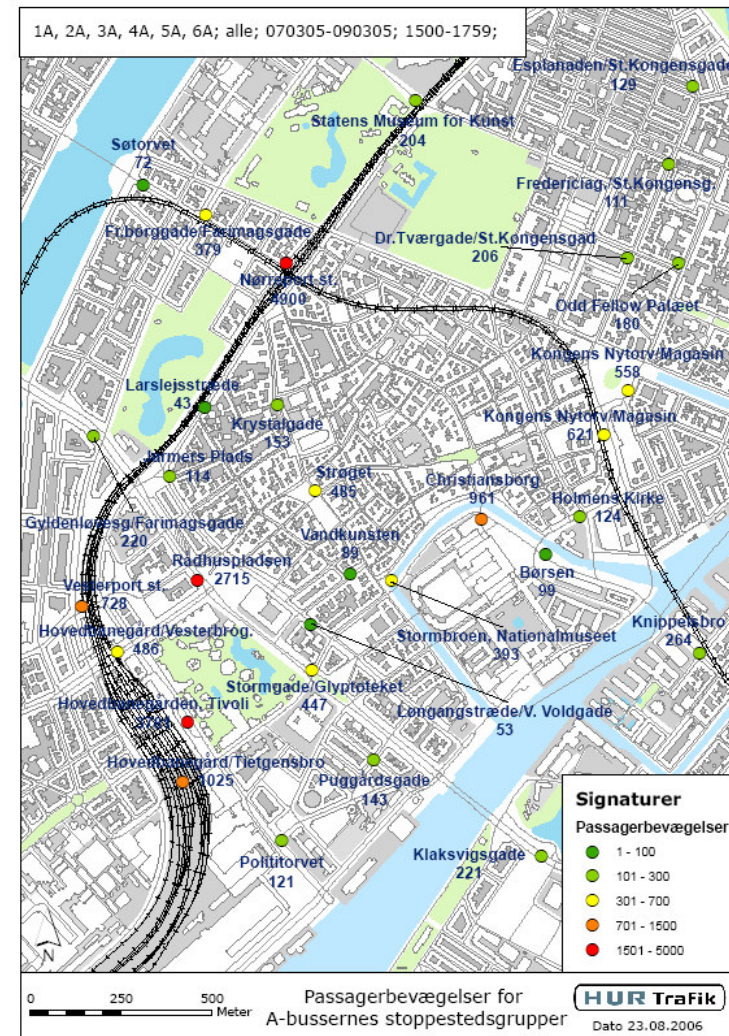 1A, 2A, 3A, 4A, 5A, 6A; alle; 070305-090305; 1500-1759;
Esplanaden/St.Kongensgade
129
Statens Museum for Kunst
204
Søtorvet
72
Fredericiag./St.Kongensg.
111
Fr.borggade/Farimagsgade
379
Dr.Tværgade/St.Kongensgad
206
Nørreport st.
4900
Odd Fellow Palæet
180
Kongens Nytorv/Magasin
558
Larslejsstræde
43
Krystalgade
153
Kongens Nytorv/Magasin
621
Jarmers Plads
114
Strøget
485
Christiansborg
961
Holmens Kirke
124
Gyldenløvesg/Farimagsgade
220
Vandkunsten
89
Rådhuspladsen
2715
Børsen
99
Vesterport st.
728
Stormbroen, Nationalmuseet
393
Knippelsbro
264
Hovedbanegård/Vesterbrog.
486
Stormgade/Glyptoteket
447
Hovedbanegården, Tivoli
Løngangstræde/V. Voldgade
53
Hovedbanegård/Tietgensbro
1025
Puggårdsgade
143
Polititorvet
121
Klaksvigsgade
221
Signaturer
Passagerbevægelser
1 - 100
101 - 300
301 - 700
701 - 1500
1501 - 5000
N
0 250 500 Meter
Passagerbevægelser for
A-bussernes stoppestedsgrupper
HUR TraFik
Dato 23.08.2006